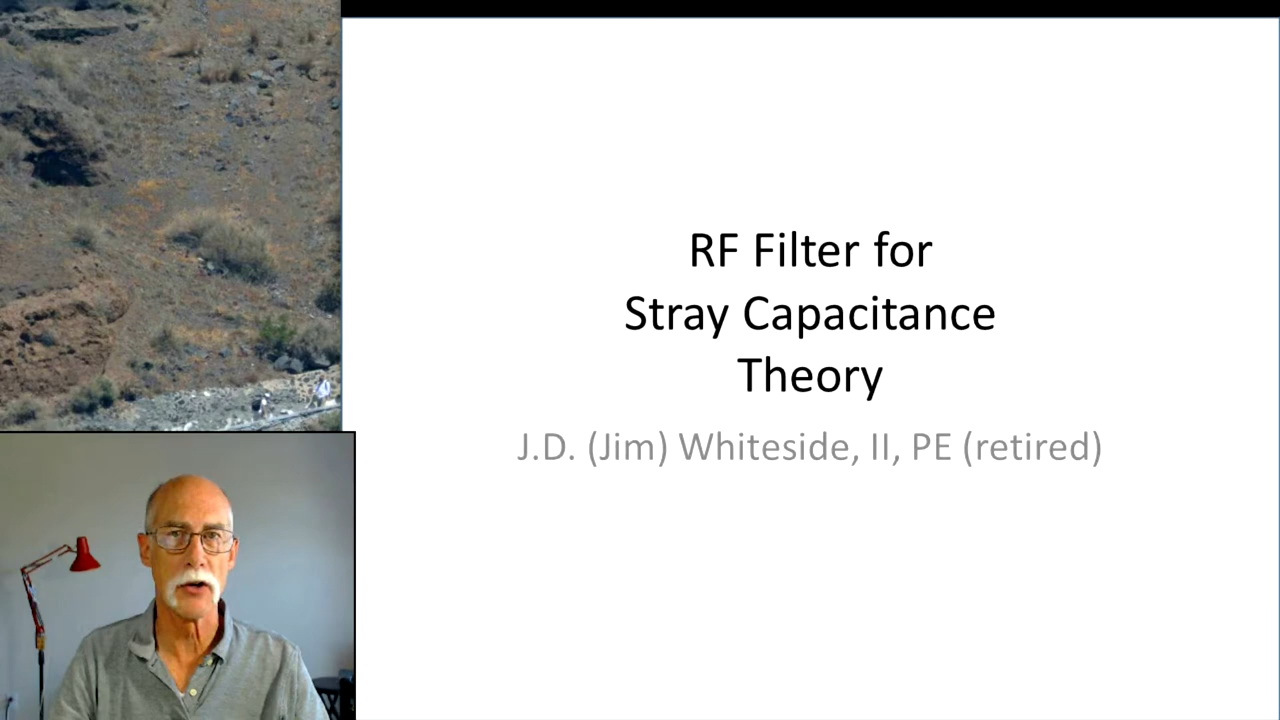 RF Filter for
Stray Capacitance
Theory
J.D. (Jim) Whiteside, II, PE (retired)